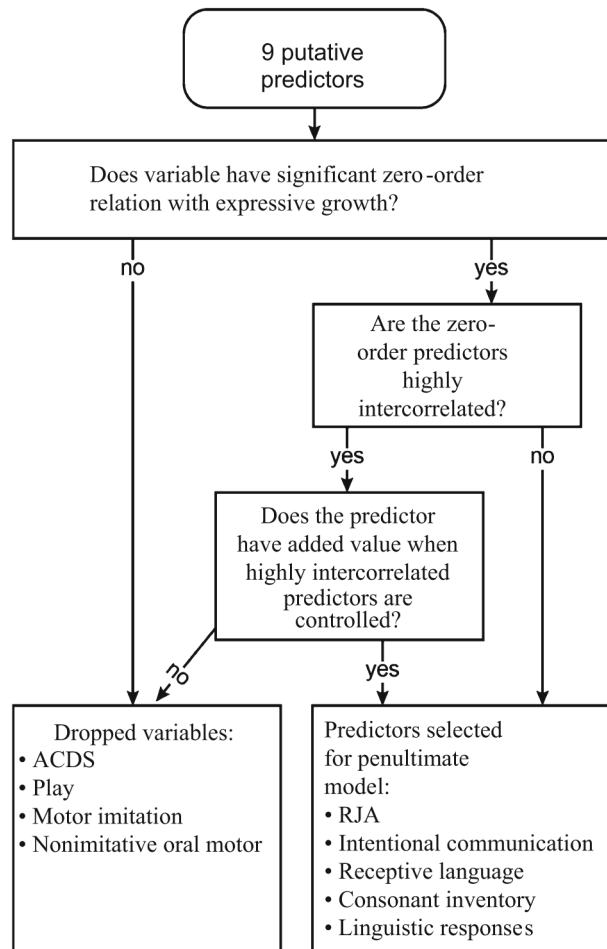 9 putative
predictors
Does variable have significant zero-order
relation with expressive growth?
no
yes
Are the zero-
order predictors
highly
intercorrelated?
yes
no
Does the predictor
have added value when
highly intercorrelated
predictors are
controlled?
no
yes
Dropped variables:
• ACDS
• Play
• Motor imitation
• Nonimitative oral motor
Predictors selected
for penultimate
model:
• RJA
• Intentional communication
• Receptive language
• Consonant inventory
• Linguistic responses